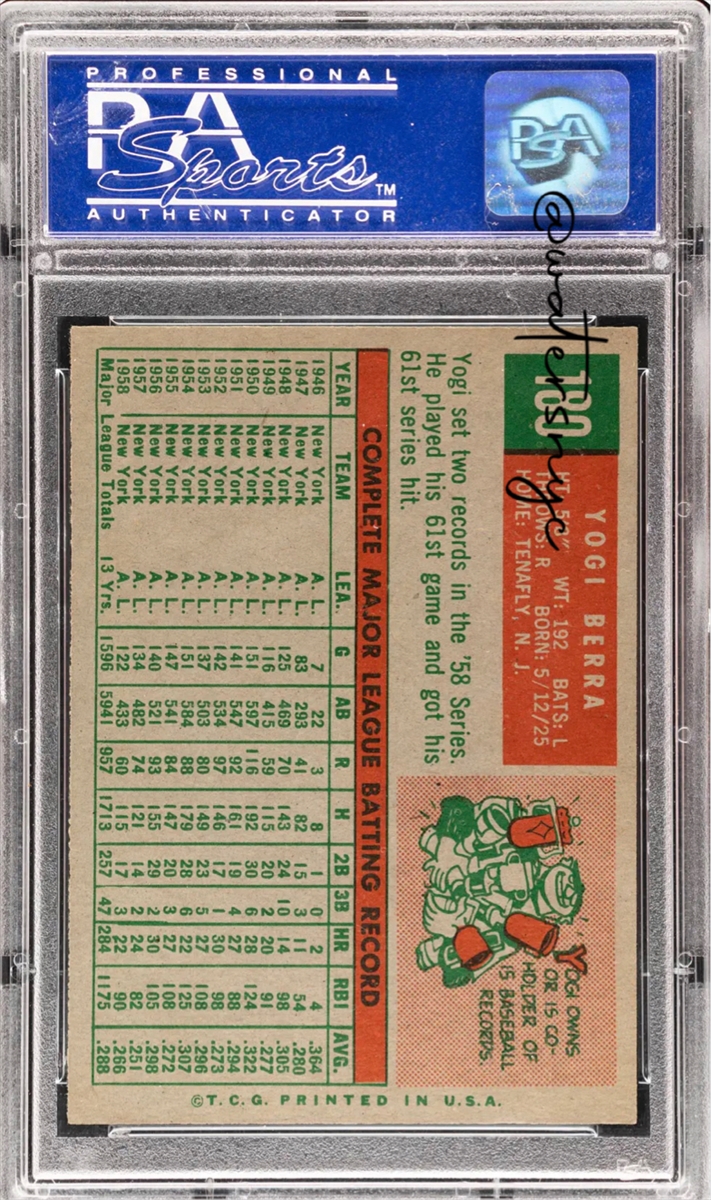 PROFESSIONAL
PSA
Sports™
AUTHENTICATOR
PSA
@watersnyc
180
YOGI BERRA
HT: 5'8" WT: 192 BATS: L
THROWS: R BORN: 5/12/25
HOME: TENAFLY, N. J.
Yogi set two records in the '58 Series.
He played his 61st game and got his
61st series hit.
YOGI OWNS
OR IS CO-
HOLDER OF
15 BASEBALL
RECORDS.
COMPLETE MAJOR LEAGUE BATTING RECORD
YEAR TEAM LEA. G AB R H 2B 3B HR RBI AVG.
1946 New York A. L. 7 22 3 8 1 0 2 4 .364
1947 New York A. L. 83 293 41 82 15 3 11 54 .280
1948 New York A. L. 125 469 70 143 24 10 14 98 .305
1949 New York A. L. 116 415 59 115 20 2 20 91 .277
1950 New York A. L. 151 597 116 192 30 6 28 124 .322
1951 New York A. L. 141 547 92 161 19 4 27 88 .294
1952 New York A. L. 142 534 97 146 17 1 30 98 .273
1953 New York A. L. 137 503 80 149 23 5 27 108 .296
1954 New York A. L. 151 584 88 179 28 6 22 125 .307
1955 New York A. L. 147 541 84 147 20 3 27 108 .272
1956 New York A. L. 140 521 93 155 29 2 30 105 .298
1957 New York A. L. 134 482 74 121 14 2 24 82 .251
1958 New York A. L. 122 433 60 115 17 3 22 90 .266
Major League Totals 13 Yrs. 1596 5941 957 1713 257 47 284 1175 .288
©T.C.G. PRINTED IN U.S.A.